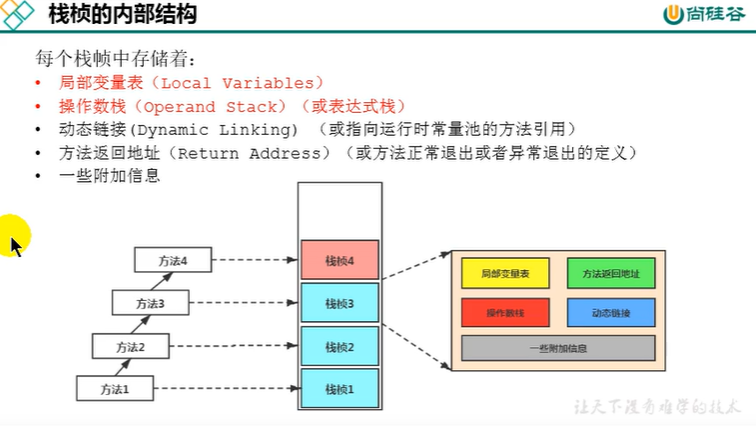 栈桢的内部结构
尚硅谷
每个栈帧中存储着：
• 局部变量表（Local Variables）
• 操作数栈（Operand Stack）（或表达式栈）
• 动态链接(Dynamic Linking) （或指向运行时常量池的方法引用）
• 方法返回地址（Return Address）（或方法正常退出或者异常退出的定义）
• 一些附加信息
方法4
栈桢4
方法3
栈桢3
方法2
栈桢2
方法1
栈桢1
局部变量表
方法返回地址
操作数栈
动态链接
一些附加信息
让天下没有难学的技术